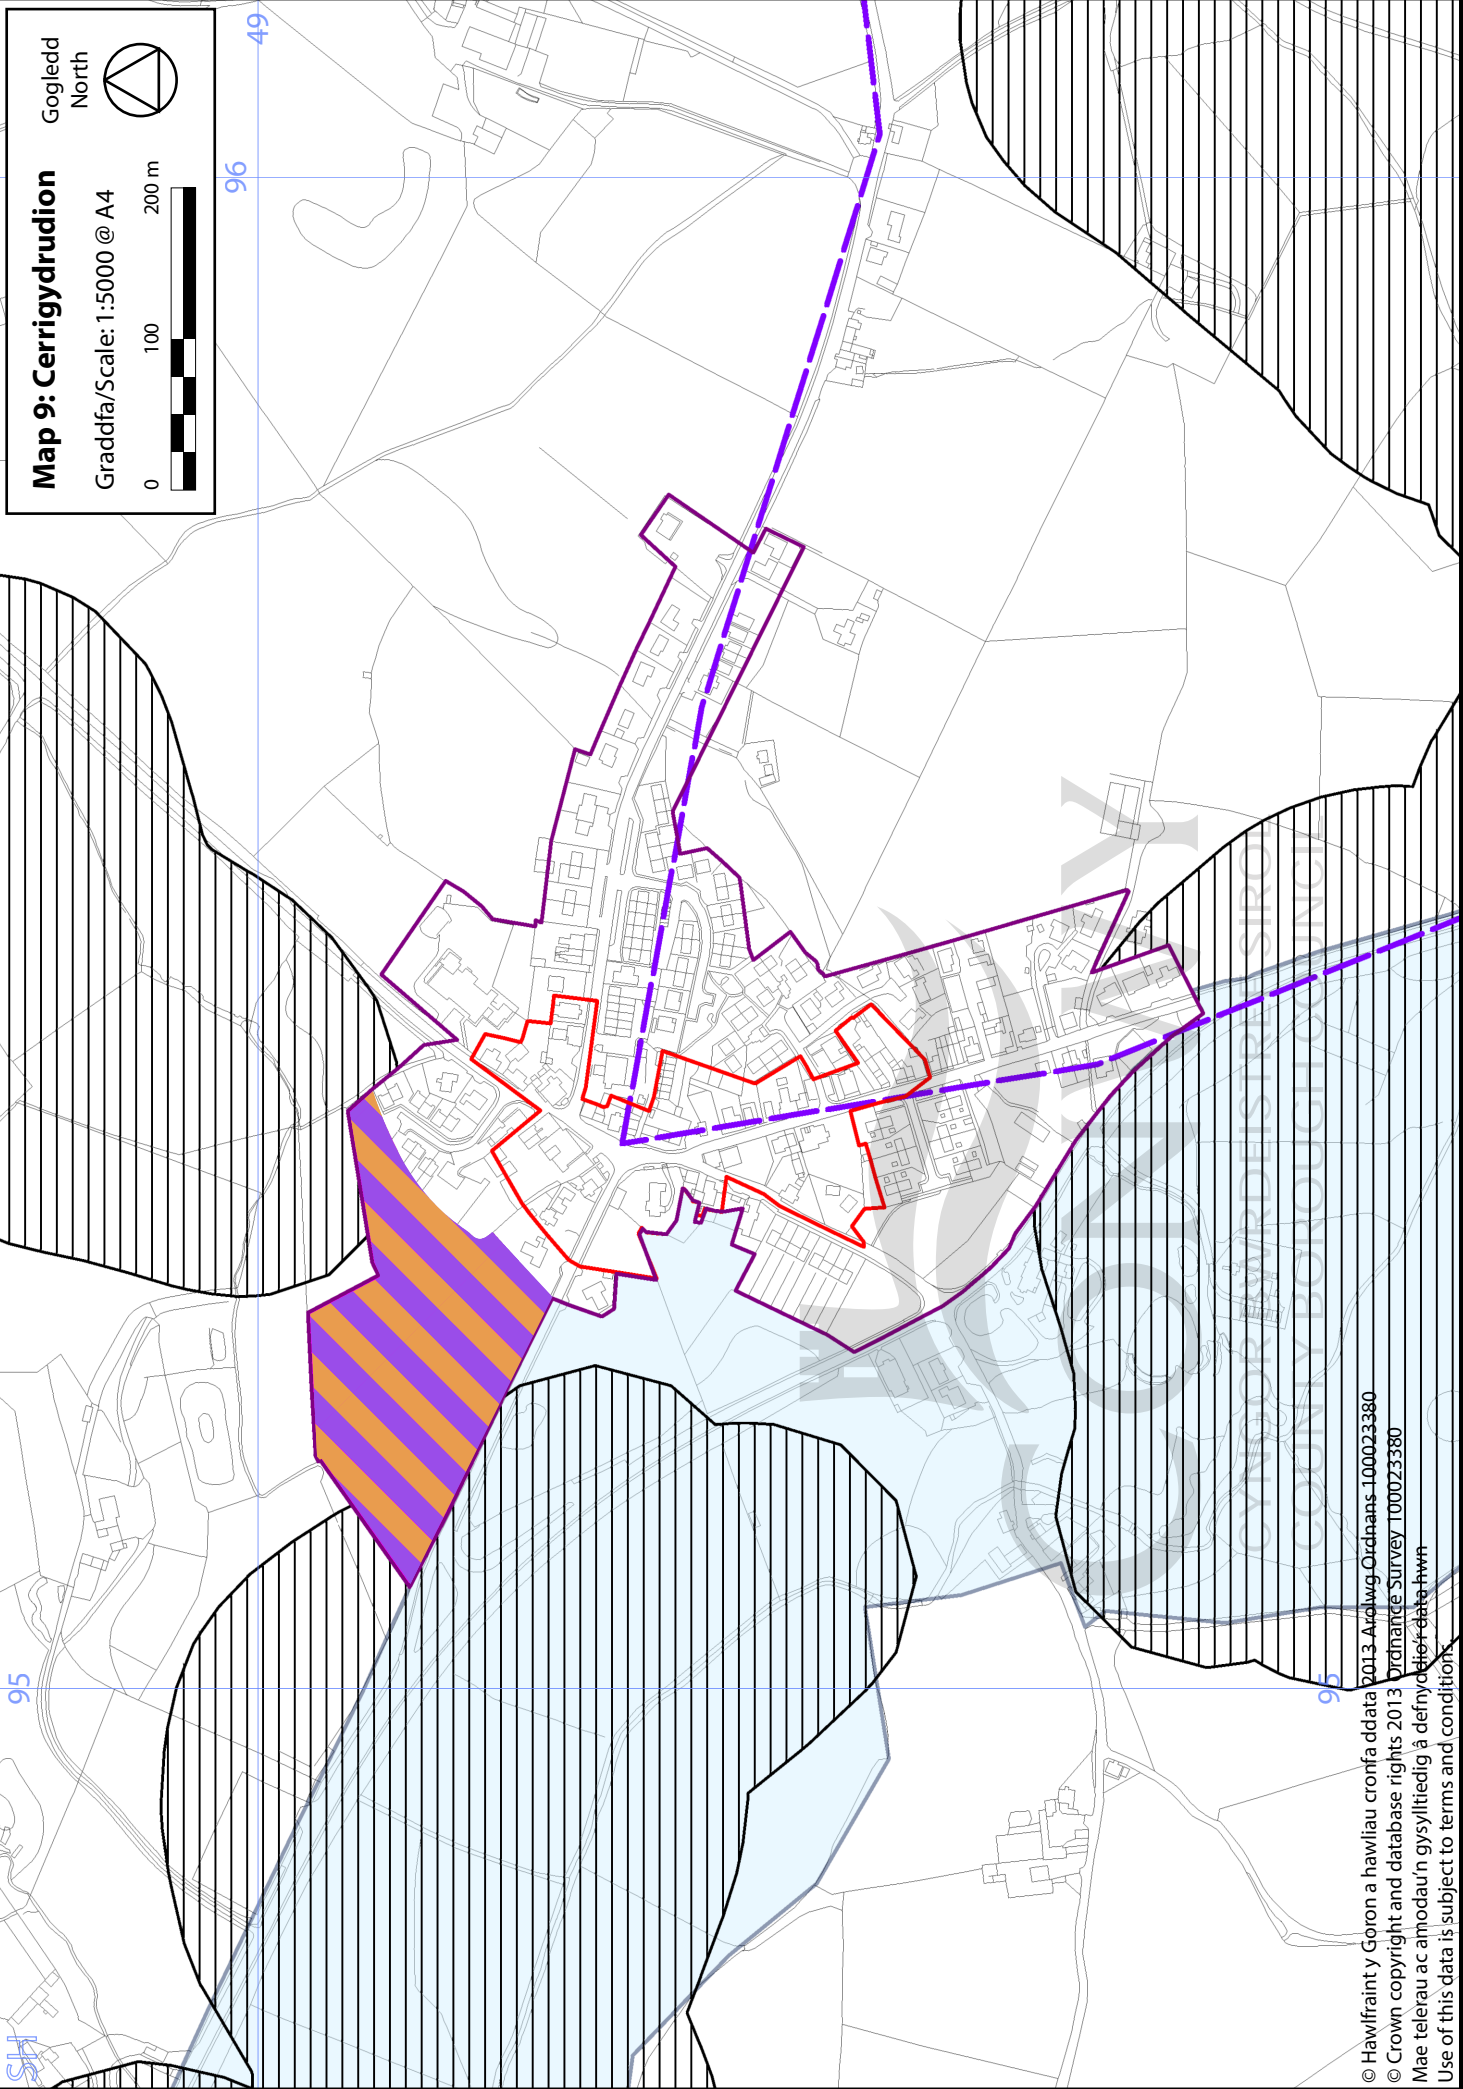 Map 9: Cerrigydrudion
Graddfa/Scale: 1:5000 @ A4
0 100 200 m
Gogledd
North
49
96
95
SH
95
CONWY
CYNGOR BWRDEISTREF SIROL
COUNTY BOROUGH COUNCIL
© Hawlfraint y Goron a hawliau cronfa ddata 2013 Arolwg Ordnans 100023380
© Crown copyright and database rights 2013 Ordnance Survey 100023380
Mae telerau ac amodau'n gysylltiedig â defnyddio'r data hwn
Use of this data is subject to terms and conditions.